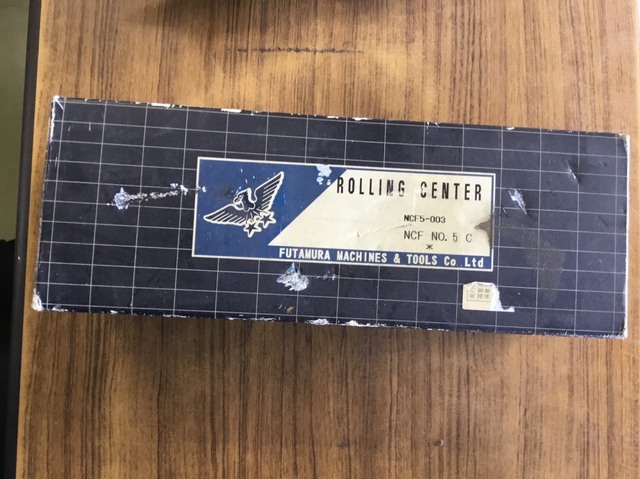 ROLLING CENTER
NCF5-003
NCF NO. 5 C
*
FUTAMURA MACHINES & TOOLS Co. Ltd